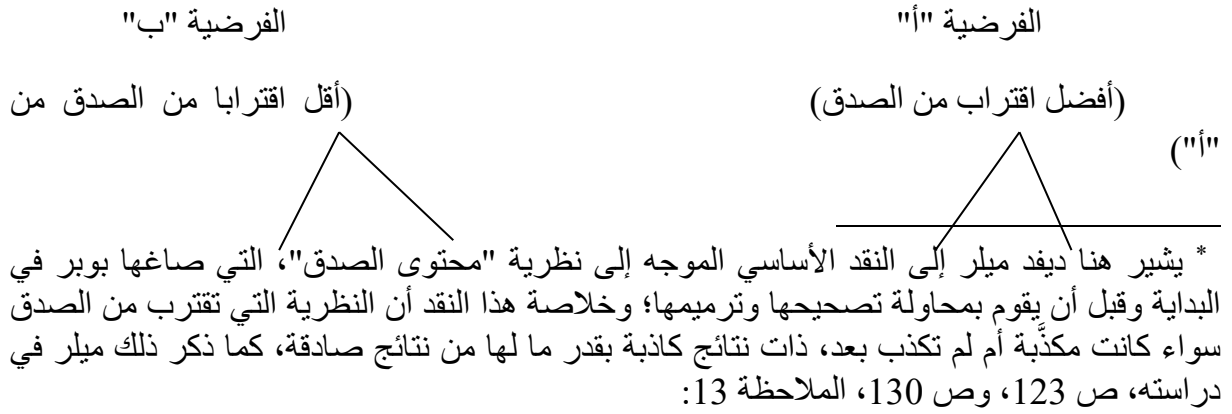 الفرضية "أ" الفرضية "ب"
(أفضل اقتراب من الصدق) (أقل اقترابا من الصدق من
"أ")
* يشير هنا ديفد ميلر إلى النقد الأساسي الموجه إلى نظرية "محتوى الصدق"، التي صاغها بوبر في
البداية وقبل أن يقوم بمحاولة تصحيحها وترميمها؛ وخلاصة هذا النقد أن النظرية التي تقترب من الصدق
سواء كانت مكذَّبة أم لم تكذب بعد، ذات نتائج كاذبة بقدر ما لها من نتائج صادقة، كما ذكر ذلك ميلر في
دراسته، ص 123، وص 130، الملاحظة 13: